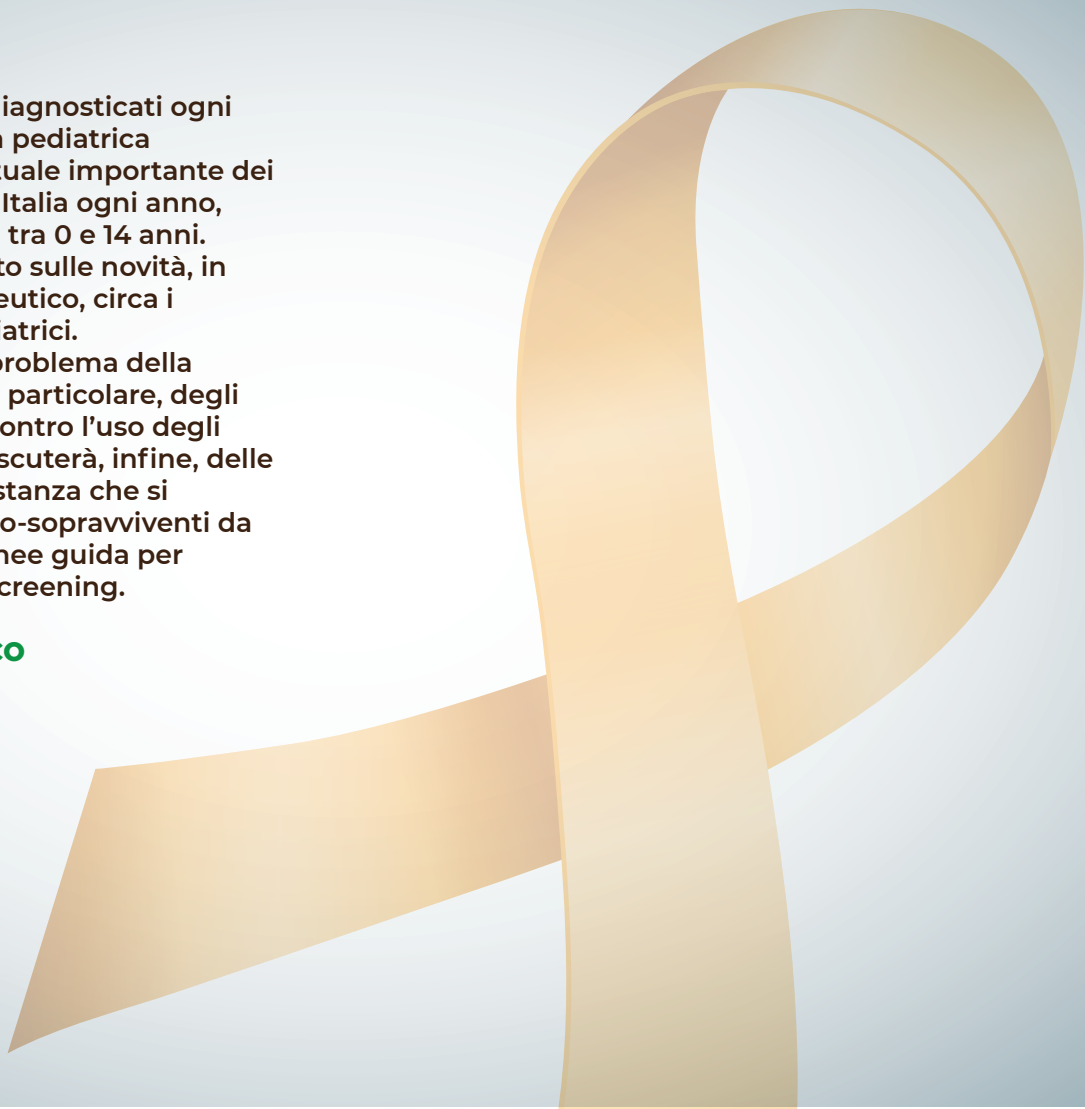 iagnosticati ogni
pediatrica
tuale importante dei
Italia ogni anno,
tra 0 e 14 anni.
to sulle novità, in
eutico, circa i
iatrici.
problema della
particolare, degli
ontro l'uso degli
scuterà, infine, delle
stanza che si
o-sopravviventi da
nee guida per
creening.
co